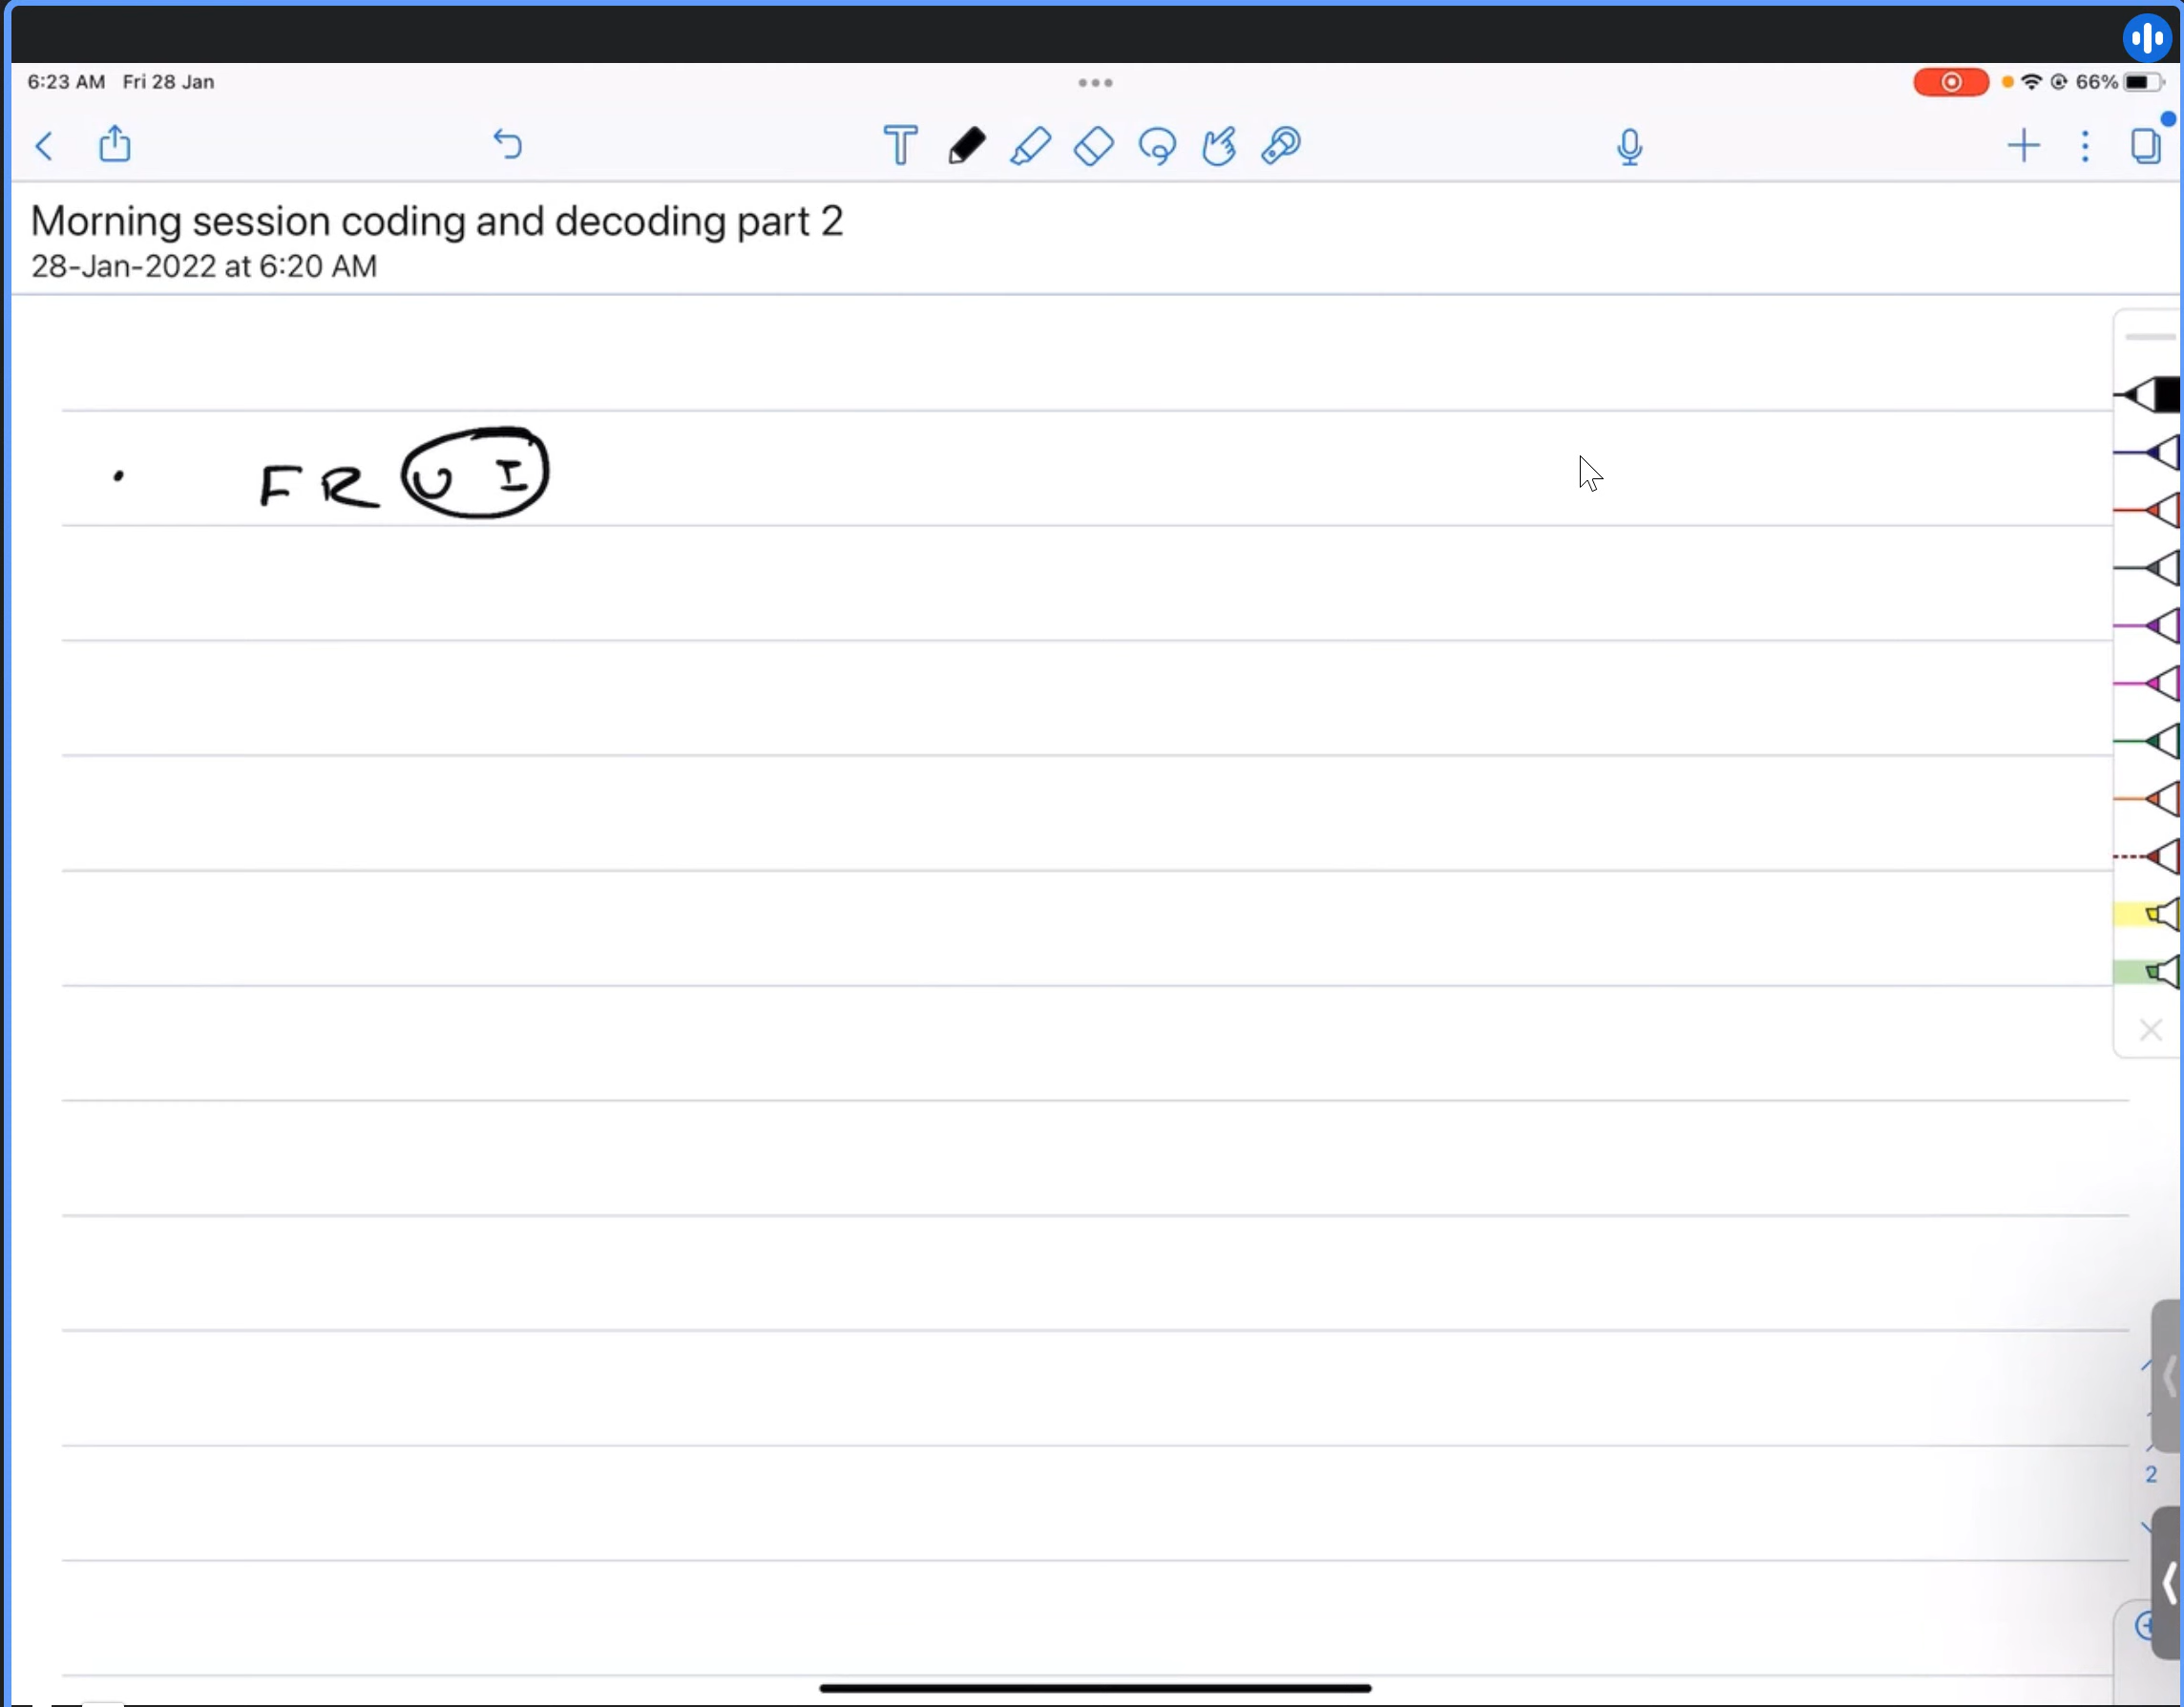 6:23 AM Fri 28 Jan
66%
Morning session coding and decoding part 2
28-Jan-2022 at 6:20 AM
. FR U I
2